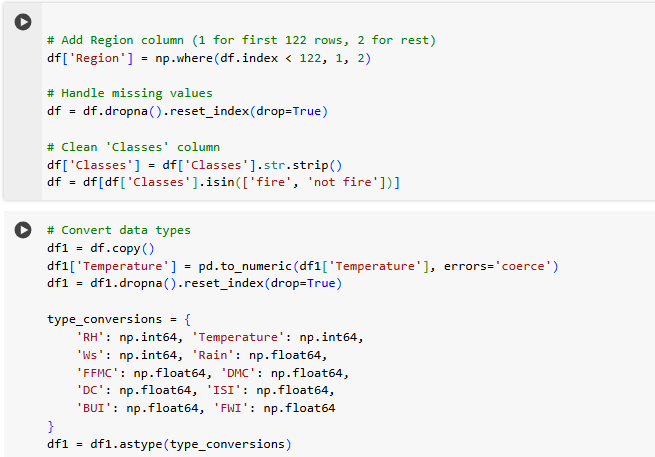 # Add Region column (1 for first 122 rows, 2 for rest)
df['Region'] = np.where(df.index < 122, 1, 2)
# Handle missing values
df = df.dropna().reset_index(drop=True)
# Clean 'Classes' column
df['Classes'] = df['Classes'].str.strip()
df = df[df['Classes'].isin(['fire', 'not fire'])]
# Convert data types
df1 = df.copy()
df1['Temperature'] = pd.to_numeric(df1['Temperature'], errors='coerce')
df1 = df1.dropna().reset_index(drop=True)
type_conversions = {
    'RH': np.int64, 'Temperature': np.int64,
    'Ws': np.int64, 'Rain': np.float64,
    'FFMC': np.float64, 'DMC': np.float64,
    'DC': np.float64, 'ISI': np.float64,
    'BUI': np.float64, 'FWI': np.float64
}
df1 = df1.astype(type_conversions)